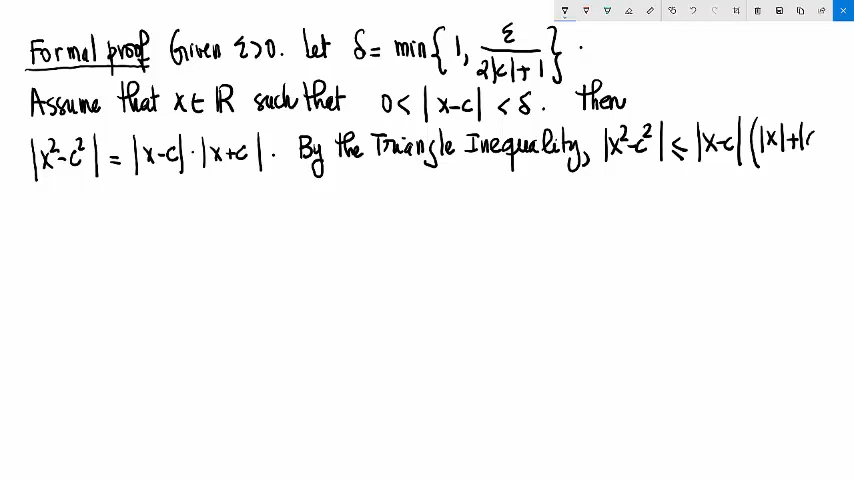 Formal proof Given ε>0. Let δ = min{1, ε/(2|c|+1)}.
Assume that x∈ℝ such that 0<|x-c|<δ. then
|x²-c²| = |x-c|·|x+c|. By the Triangle Inequality, |x²-c²| ≤ |x-c|(|x|+|c